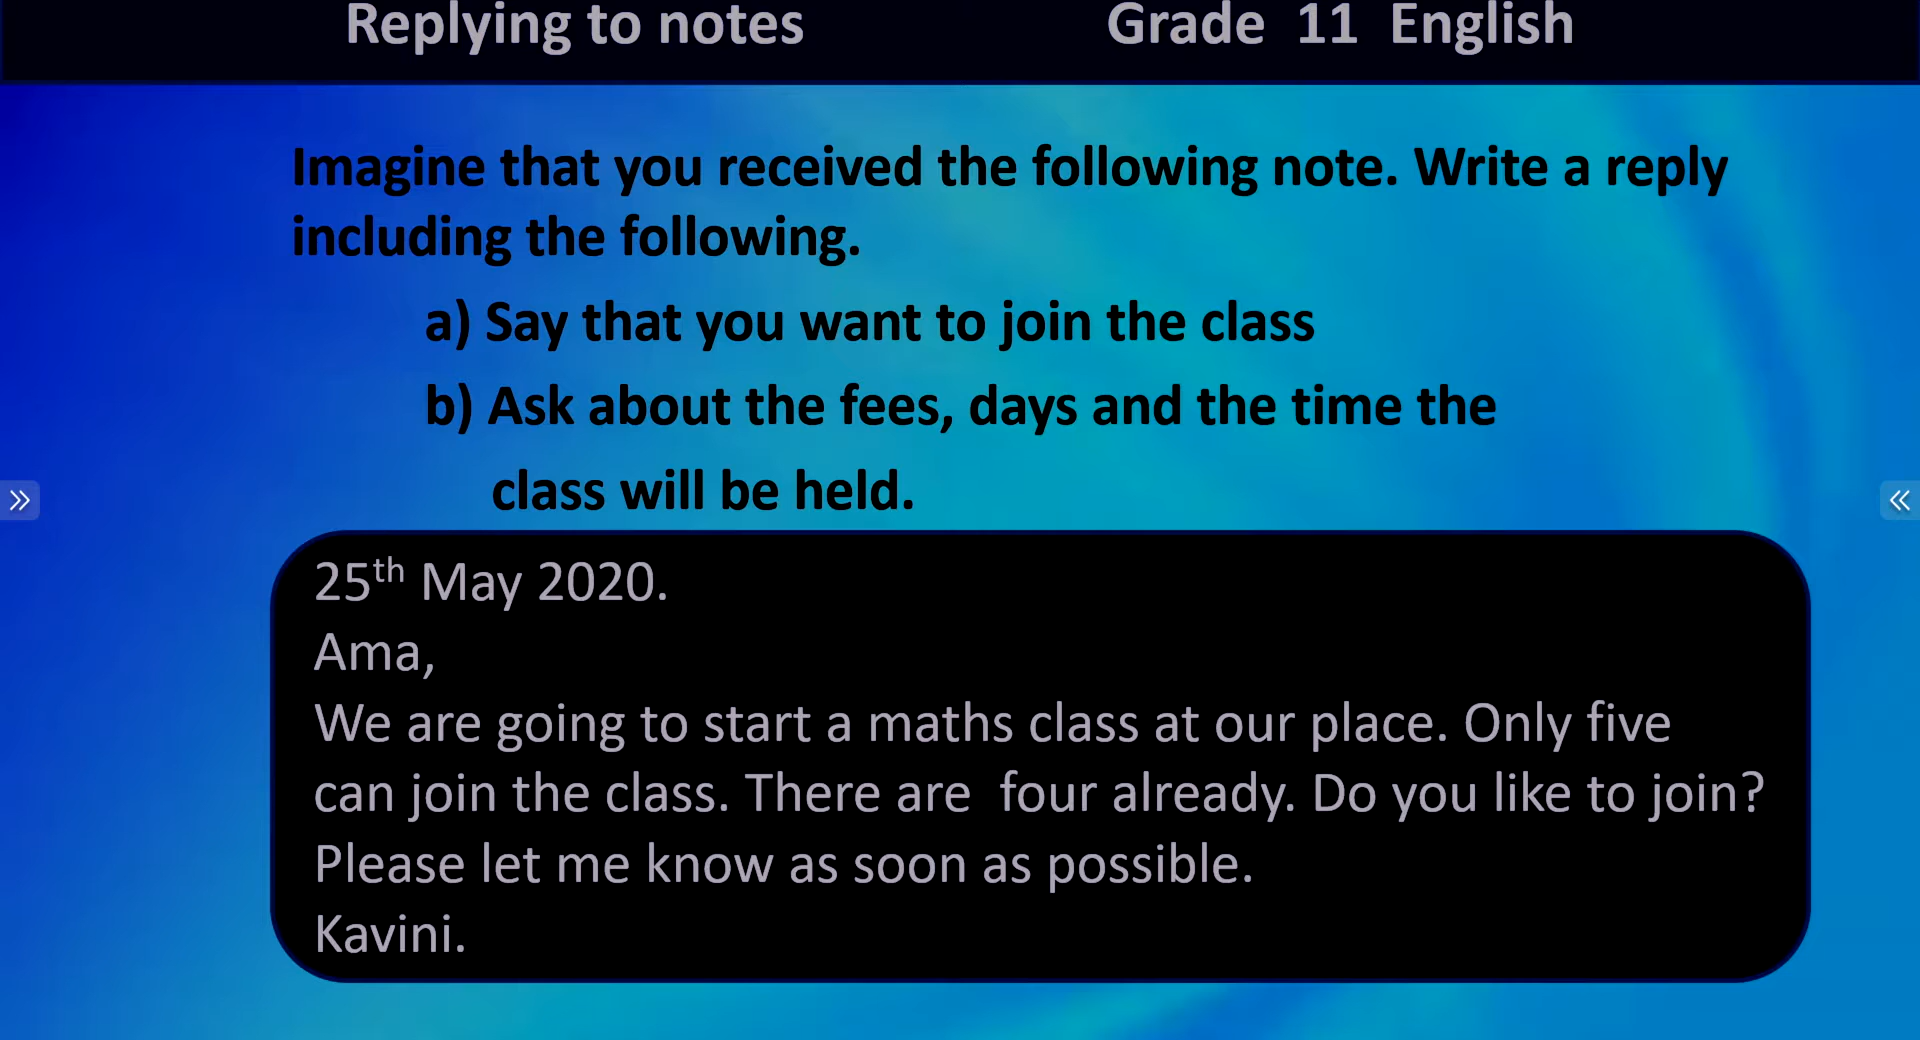 Replying to notes Grade 11 English
Imagine that you received the following note. Write a reply
including the following.
a) Say that you want to join the class
b) Ask about the fees, days and the time the
class will be held.
25th May 2020.
Ama,
We are going to start a maths class at our place. Only five
can join the class. There are four already. Do you like to join?
Please let me know as soon as possible.
Kavini.